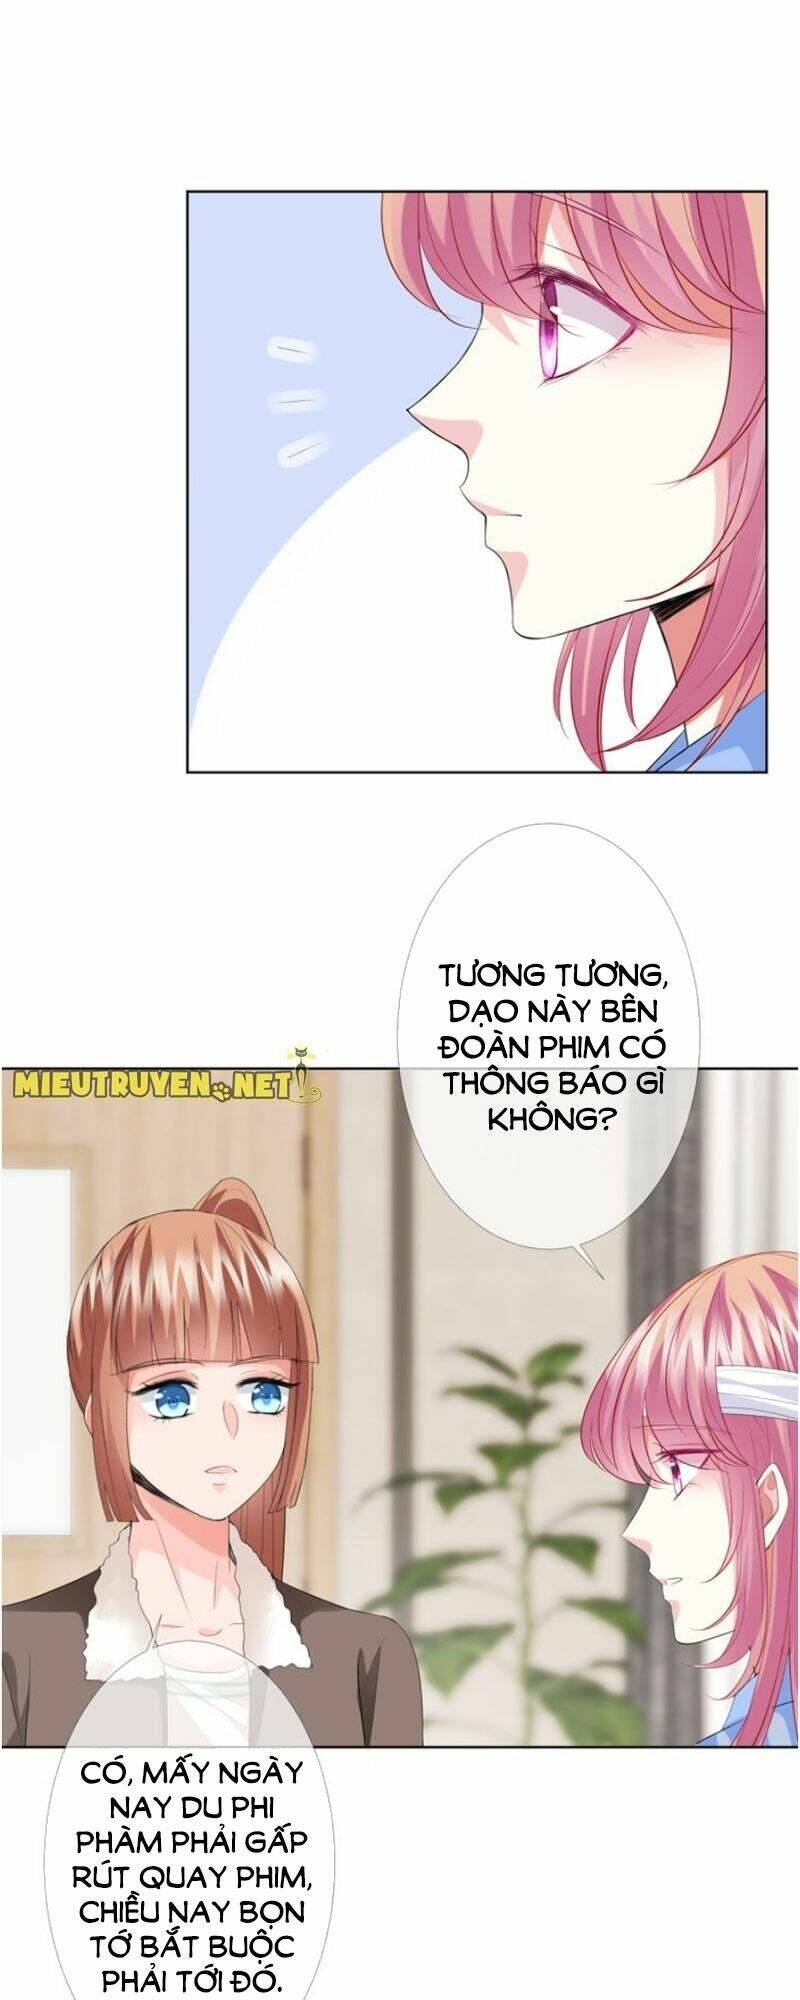 TƯƠNG TƯƠNG,
DẠO NÀY BÊN
ĐOÀN PHIM CÓ
THÔNG BÁO GÌ
KHÔNG?
MIEUTRUYEN.NET
CÓ, MẤY NGÀY
NAY DU PHI
PHÀM PHẢI GẤP
RÚT QUAY PHIM,
CHIỀU NAY BỌN
TỚ BẮT BUỘC
PHẢI TỚI ĐÓ.